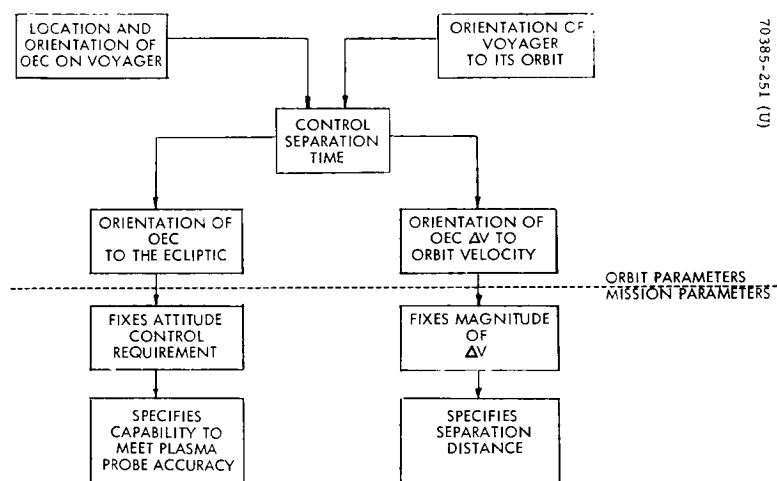 LOCATION AND
ORIENTATION OF
OEC ON VOYAGER
ORIENTATION OF
VOYAGER
TO ITS ORBIT
70385-251 (U)
CONTROL
SEPARATION
TIME
ORIENTATION OF
OEC
TO THE ECLIPTIC
ORIENTATION OF
OEC ΔV TO
ORBIT VELOCITY
ORBIT PARAMETERS
MISSION PARAMETERS
FIXES ATTITUDE
CONTROL
REQUIREMENT
FIXES MAGNITUDE
OF
ΔV
SPECIFIES
CAPABILITY TO
MEET PLASMA
PROBE ACCURACY
SPECIFIES
SEPARATION
DISTANCE